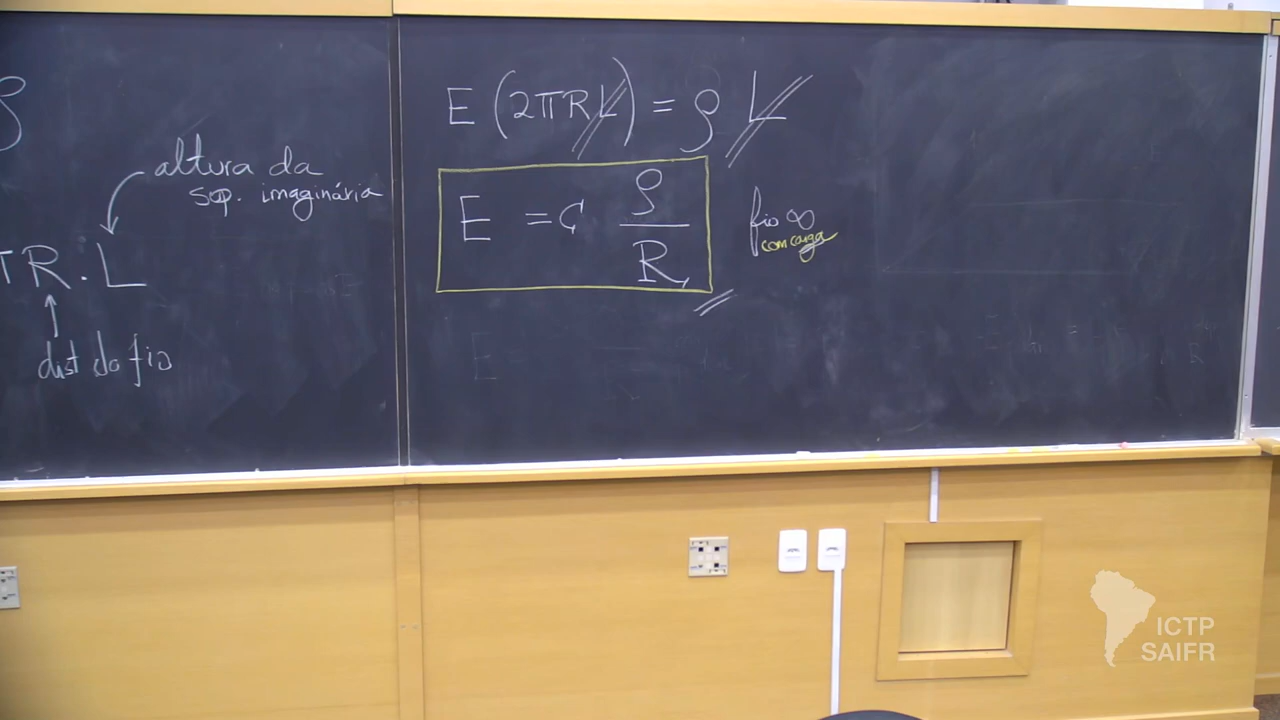 ρ
altura da
sup. imaginária
πR.L
dist do fio
E (2πRL) = ρ L
E = ¢ ρ/R,
fio ∞
com carga
ICTP
SAIFR